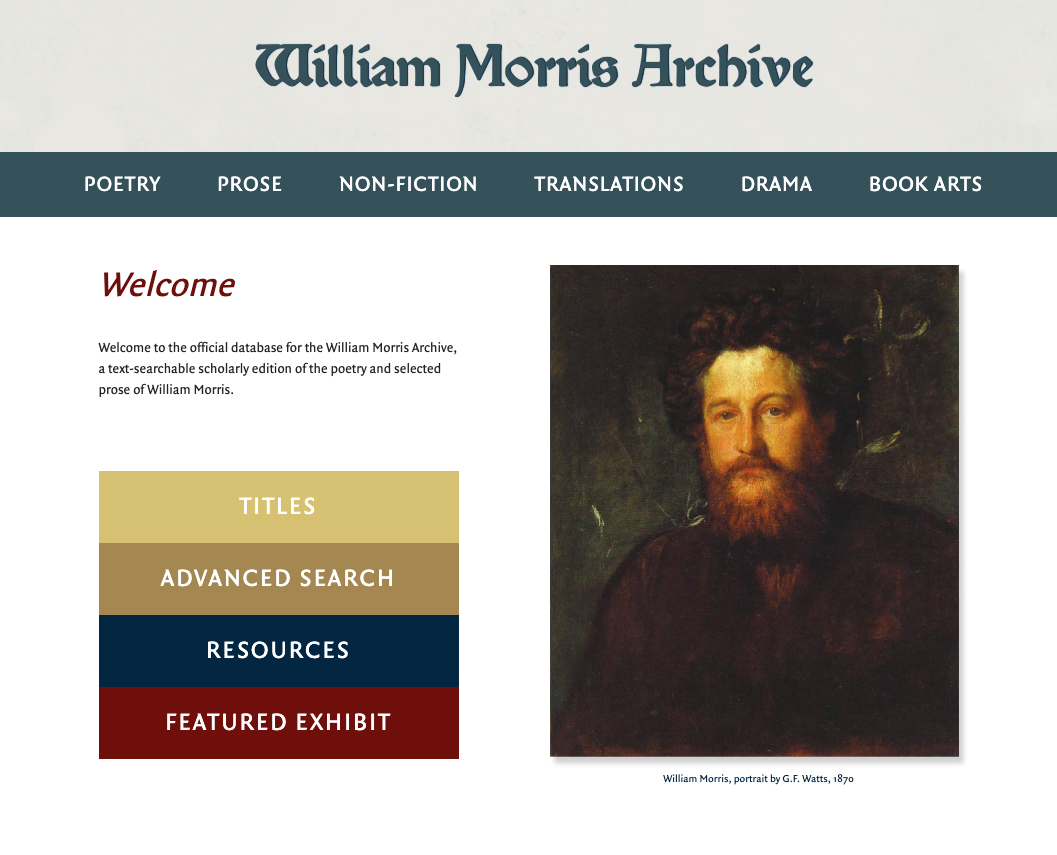 William Morris Archive
POETRY PROSE NON-FICTION TRANSLATIONS DRAMA BOOK ARTS
Welcome
Welcome to the official database for the William Morris Archive,
a text-searchable scholarly edition of the poetry and selected
prose of William Morris.
TITLES
ADVANCED SEARCH
RESOURCES
FEATURED EXHIBIT
William Morris, portrait by G.F. Watts, 1870